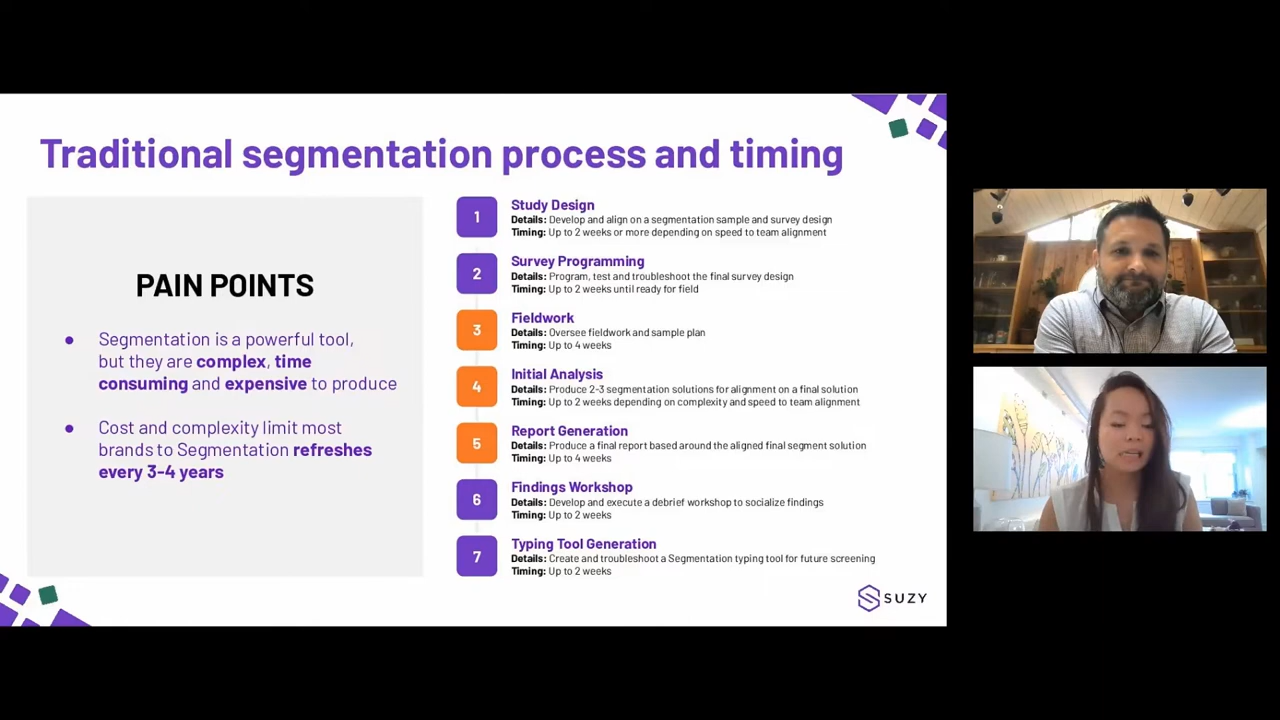 Traditional segmentation process and timing
PAIN POINTS
● Segmentation is a powerful tool,
but they are complex, time
consuming and expensive to produce
● Cost and complexity limit most
brands to Segmentation refreshes
every 3-4 years
1
Study Design
Details: Develop and align on a segmentation sample and survey design
Timing: Up to 2 weeks or more depending on speed to team alignment
2
Survey Programming
Details: Program, test and troubleshoot the final survey design
Timing: Up to 2 weeks until ready for field
3
Fieldwork
Details: Oversee fieldwork and sample plan
Timing: Up to 4 weeks
4
Initial Analysis
Details: Produce 2-3 segmentation solutions for alignment on a final solution
Timing: Up to 2 weeks depending on complexity and speed to team alignment
5
Report Generation
Details: Produce a final report based around the aligned final segment solution
Timing: Up to 4 weeks
6
Findings Workshop
Details: Develop and execute a debrief workshop to socialize findings
Timing: Up to 2 weeks
7
Typing Tool Generation
Details: Create and troubleshoot a Segmentation typing tool for future screening
Timing: Up to 2 weeks
SUZY